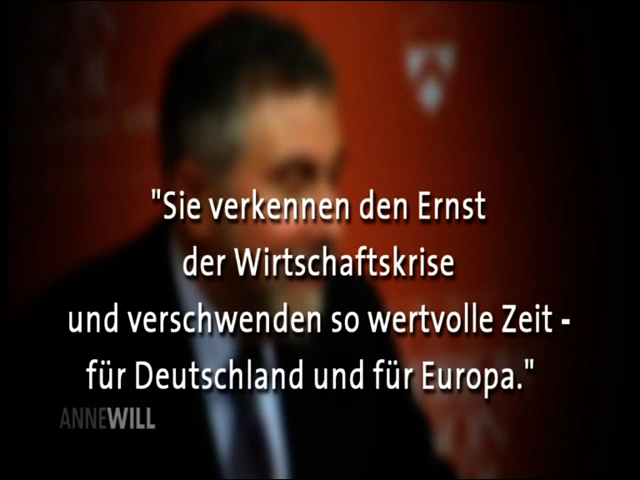 "Sie verkennen den Ernst
der Wirtschaftskrise
und verschwenden so wertvolle Zeit -
für Deutschland und für Europa."
ANNEWILL